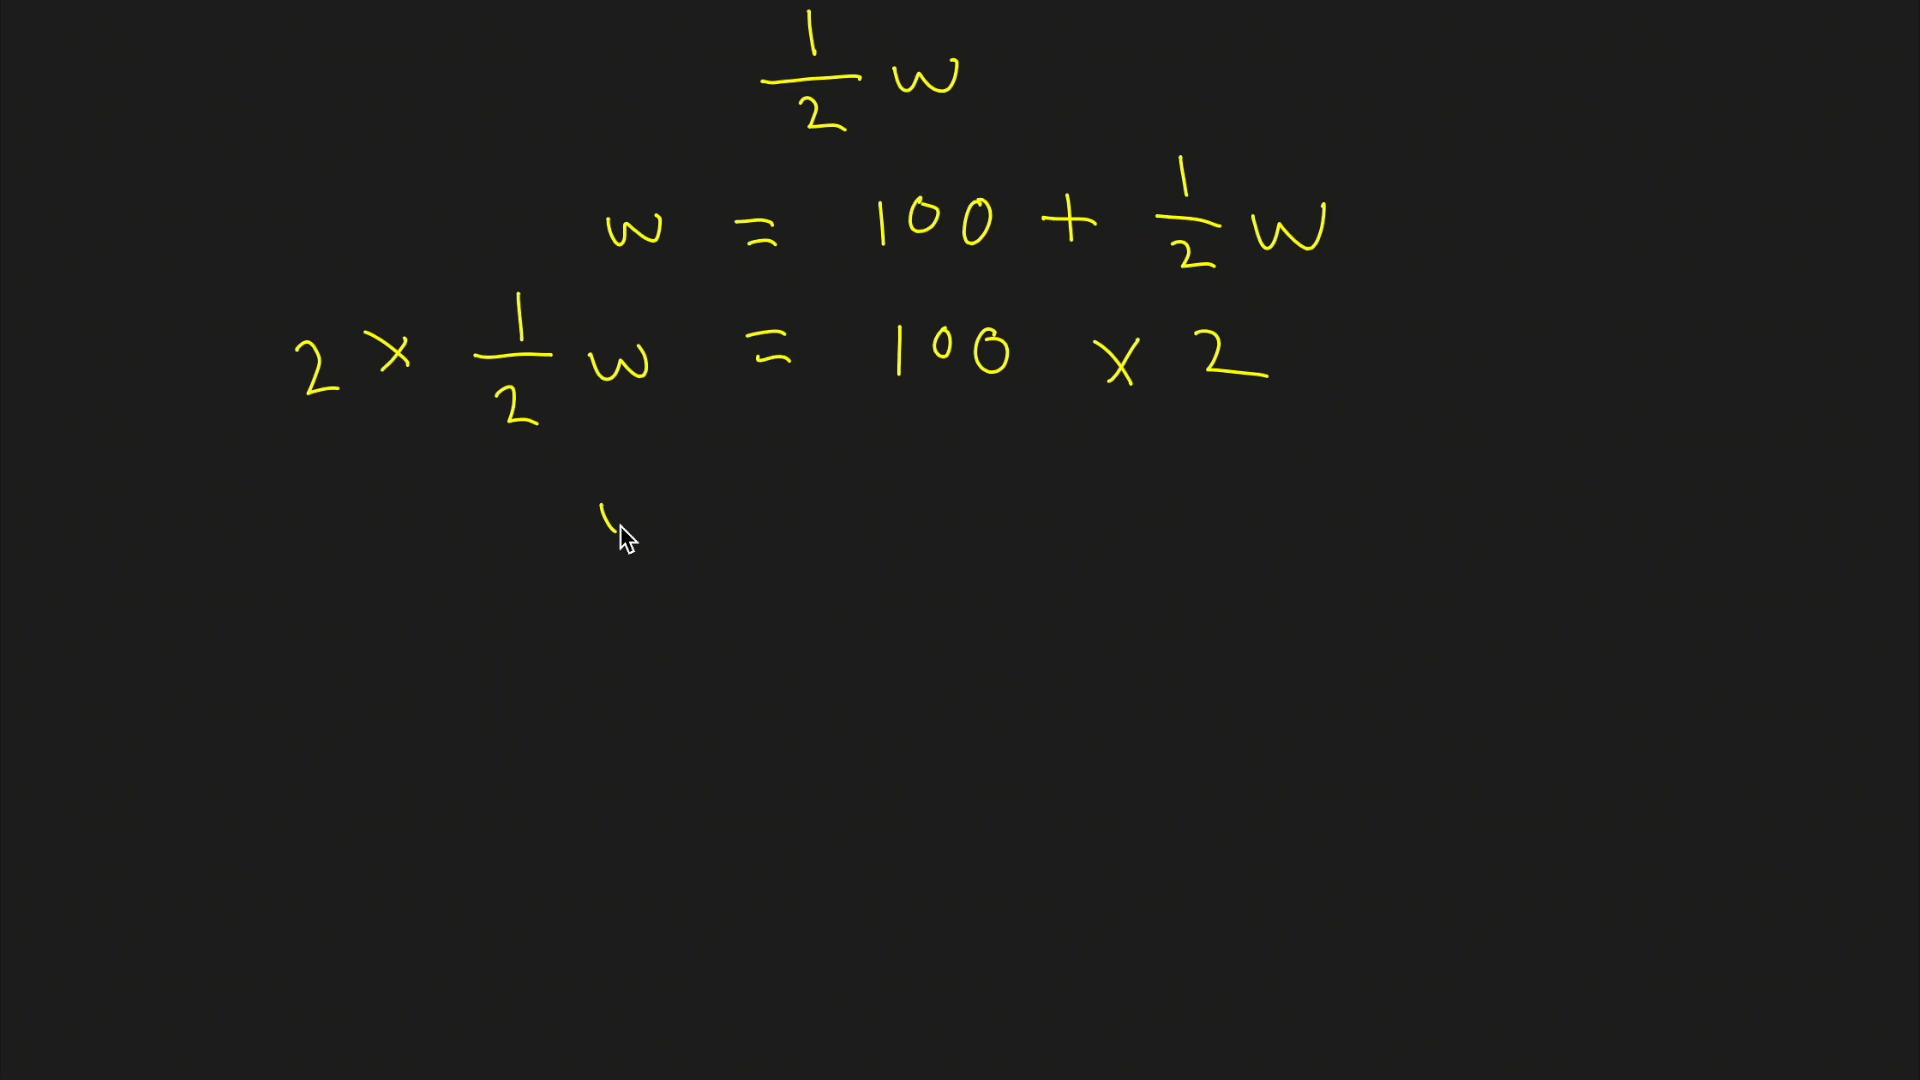 1/2 w
w = 100 + 1/2 w
2 × 1/2 w = 100 × 2